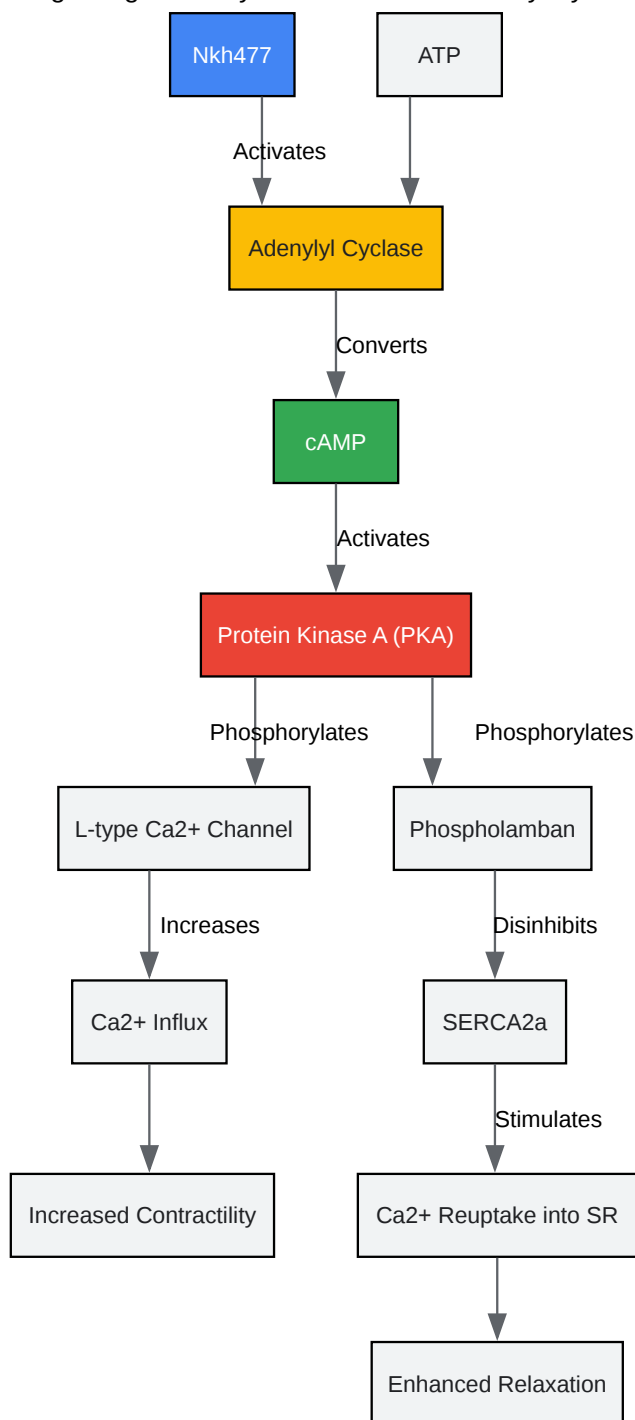 Nkh477
ATP
Activates
Adenylyl Cyclase
Converts
cAMP
Activates
Protein Kinase A (PKA)
Phosphorylates
Phosphorylates
L-type Ca2+ Channel
Phospholamban
Increases
Disinhibits
Ca2+ Influx
SERCA2a
Stimulates
Increased Contractility
Ca2+ Reuptake into SR
Enhanced Relaxation